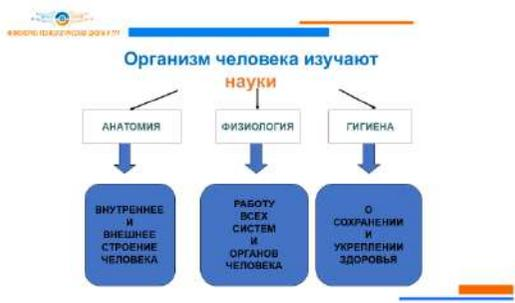 Организм человека изучают
науки
АНАТОМИЯ
ФИЗИОЛОГИЯ
ГИГИЕНА
ВНУТРЕННЕЕ
И
ВНЕШНЕЕ
СТРОЕНИЕ
ЧЕЛОВЕКА
РАБОТУ
ВСЕХ
СИСТЕМ
И
ОРГАНОВ
ЧЕЛОВЕКА
О
СОХРАНЕНИИ
И
УКРЕПЛЕНИИ
ЗДОРОВЬЯ